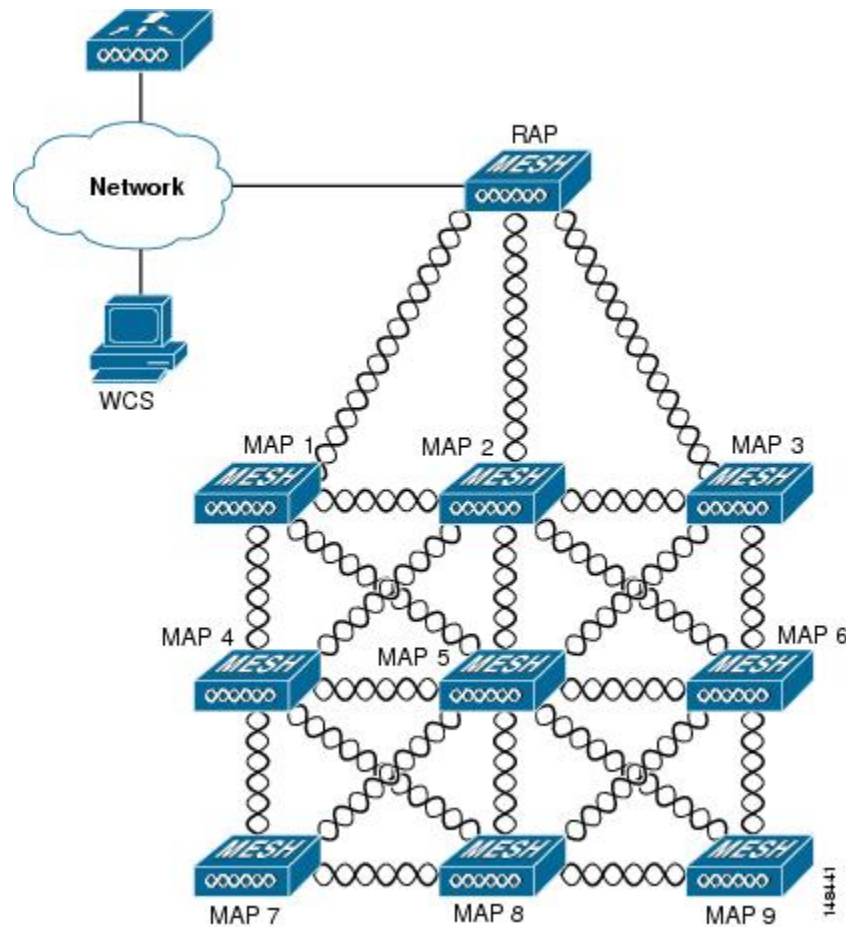 RAP
MESH
Network
WCS
MAP 1
MAP 2
MAP 3
MESH
MESH
MESH
MAP 4
MAP 5
MAP 6
MESH
MESH
MESH
MESH
MESH
MESH
MAP 7
MAP 8
MAP 9
148441